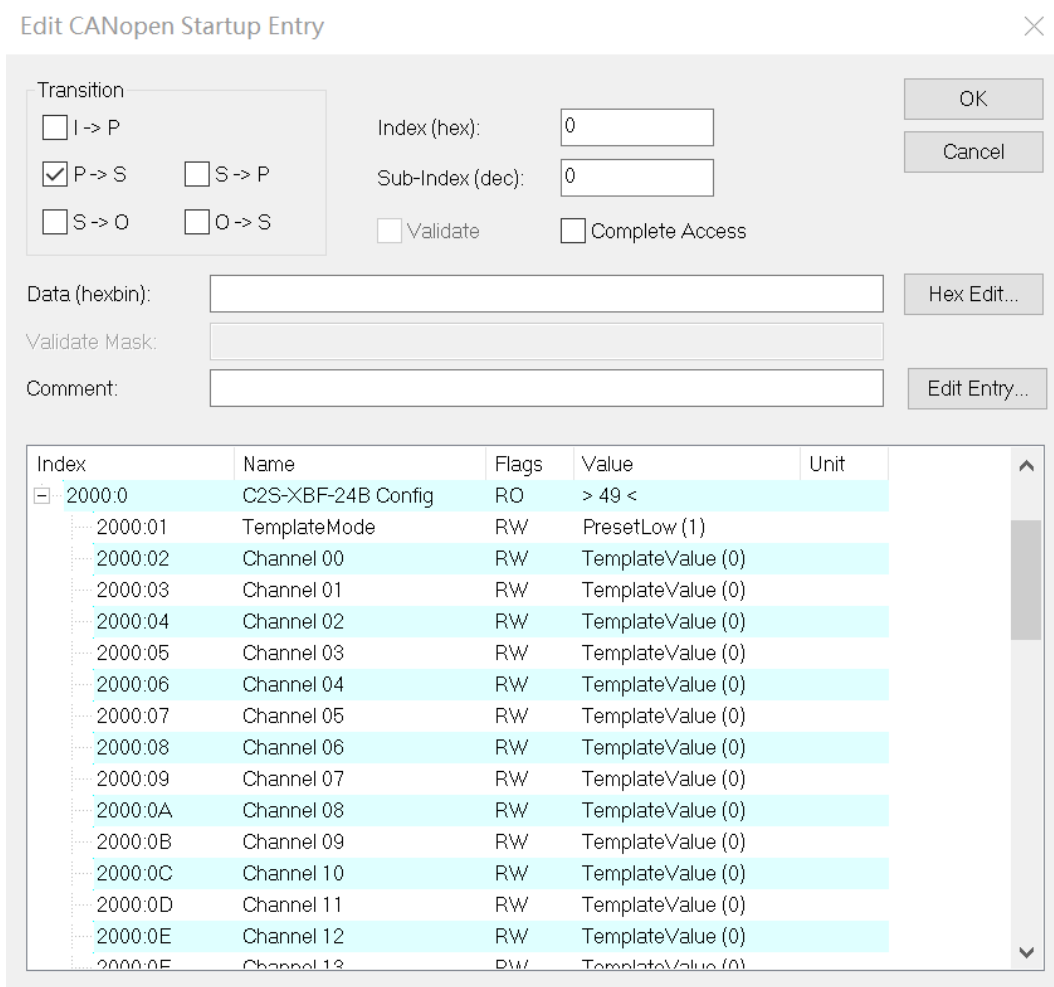 Edit CANopen Startup Entry
Transition
I -> P
P -> S
S -> P
S -> O
O -> S
Index (hex):
0
Sub-Index (dec):
0
Validate
Complete Access
OK
Cancel
Data (hexbin):
Hex Edit...
Validate Mask:
Comment:
Edit Entry...
Index Name Flags Value Unit
2000:0 C2S-XBF-24B Config RO > 49 <
2000:01 TemplateMode RW PresetLow (1)
2000:02 Channel 00 RW TemplateValue (0)
2000:03 Channel 01 RW TemplateValue (0)
2000:04 Channel 02 RW TemplateValue (0)
2000:05 Channel 03 RW TemplateValue (0)
2000:06 Channel 04 RW TemplateValue (0)
2000:07 Channel 05 RW TemplateValue (0)
2000:08 Channel 06 RW TemplateValue (0)
2000:09 Channel 07 RW TemplateValue (0)
2000:0A Channel 08 RW TemplateValue (0)
2000:0B Channel 09 RW TemplateValue (0)
2000:0C Channel 10 RW TemplateValue (0)
2000:0D Channel 11 RW TemplateValue (0)
2000:0E Channel 12 RW TemplateValue (0)
2000:0F Channel 13 RW TemplateValue (0)